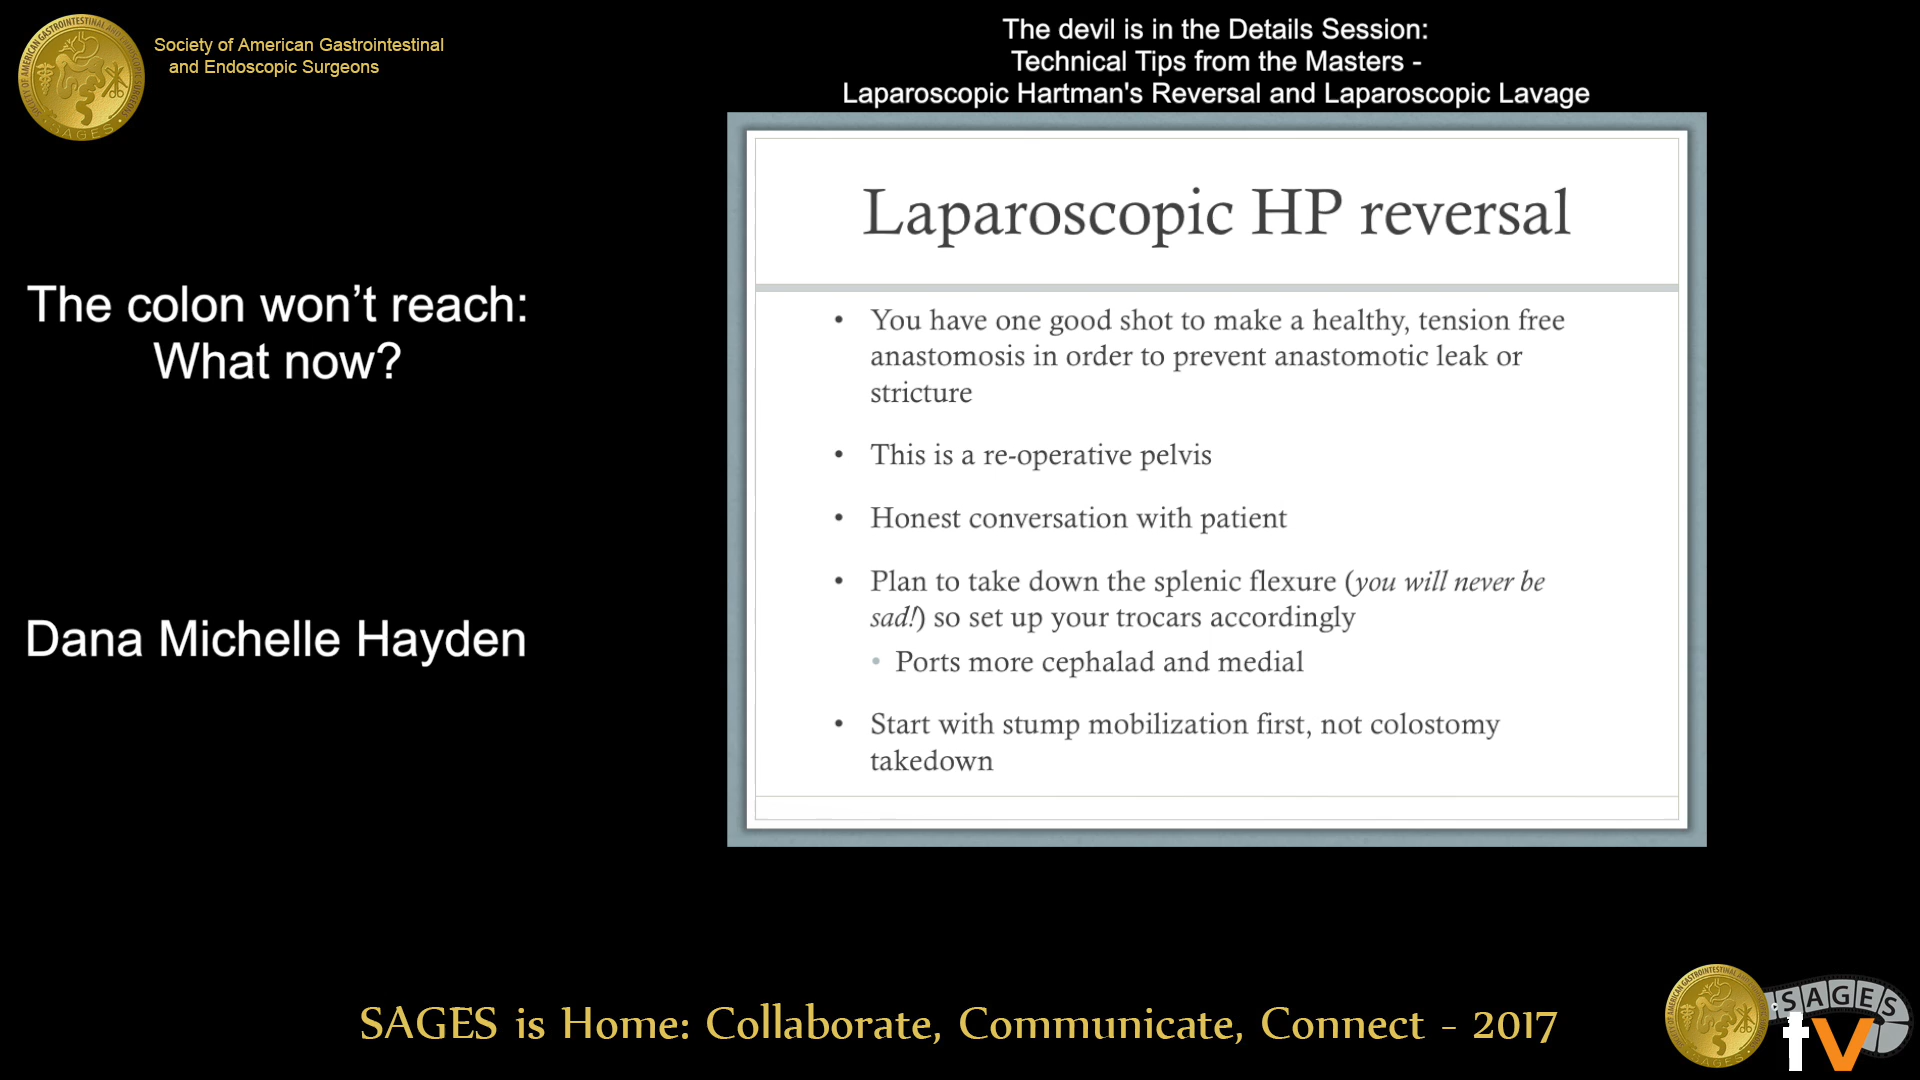 Society of American Gastrointestinal
and Endoscopic Surgeons
The devil is in the Details Session:
Technical Tips from the Masters -
Laparoscopic Hartman's Reversal and Laparoscopic Lavage
The colon won’t reach:
What now?
Dana Michelle Hayden
Laparoscopic HP reversal
• You have one good shot to make a healthy, tension free
anastomosis in order to prevent anastomotic leak or
stricture
• This is a re-operative pelvis
• Honest conversation with patient
• Plan to take down the splenic flexure (you will never be
sad!) so set up your trocars accordingly
• Ports more cephalad and medial
• Start with stump mobilization first, not colostomy
takedown
SAGES is Home: Collaborate, Communicate, Connect - 2017
SAGES
SAGES
tv